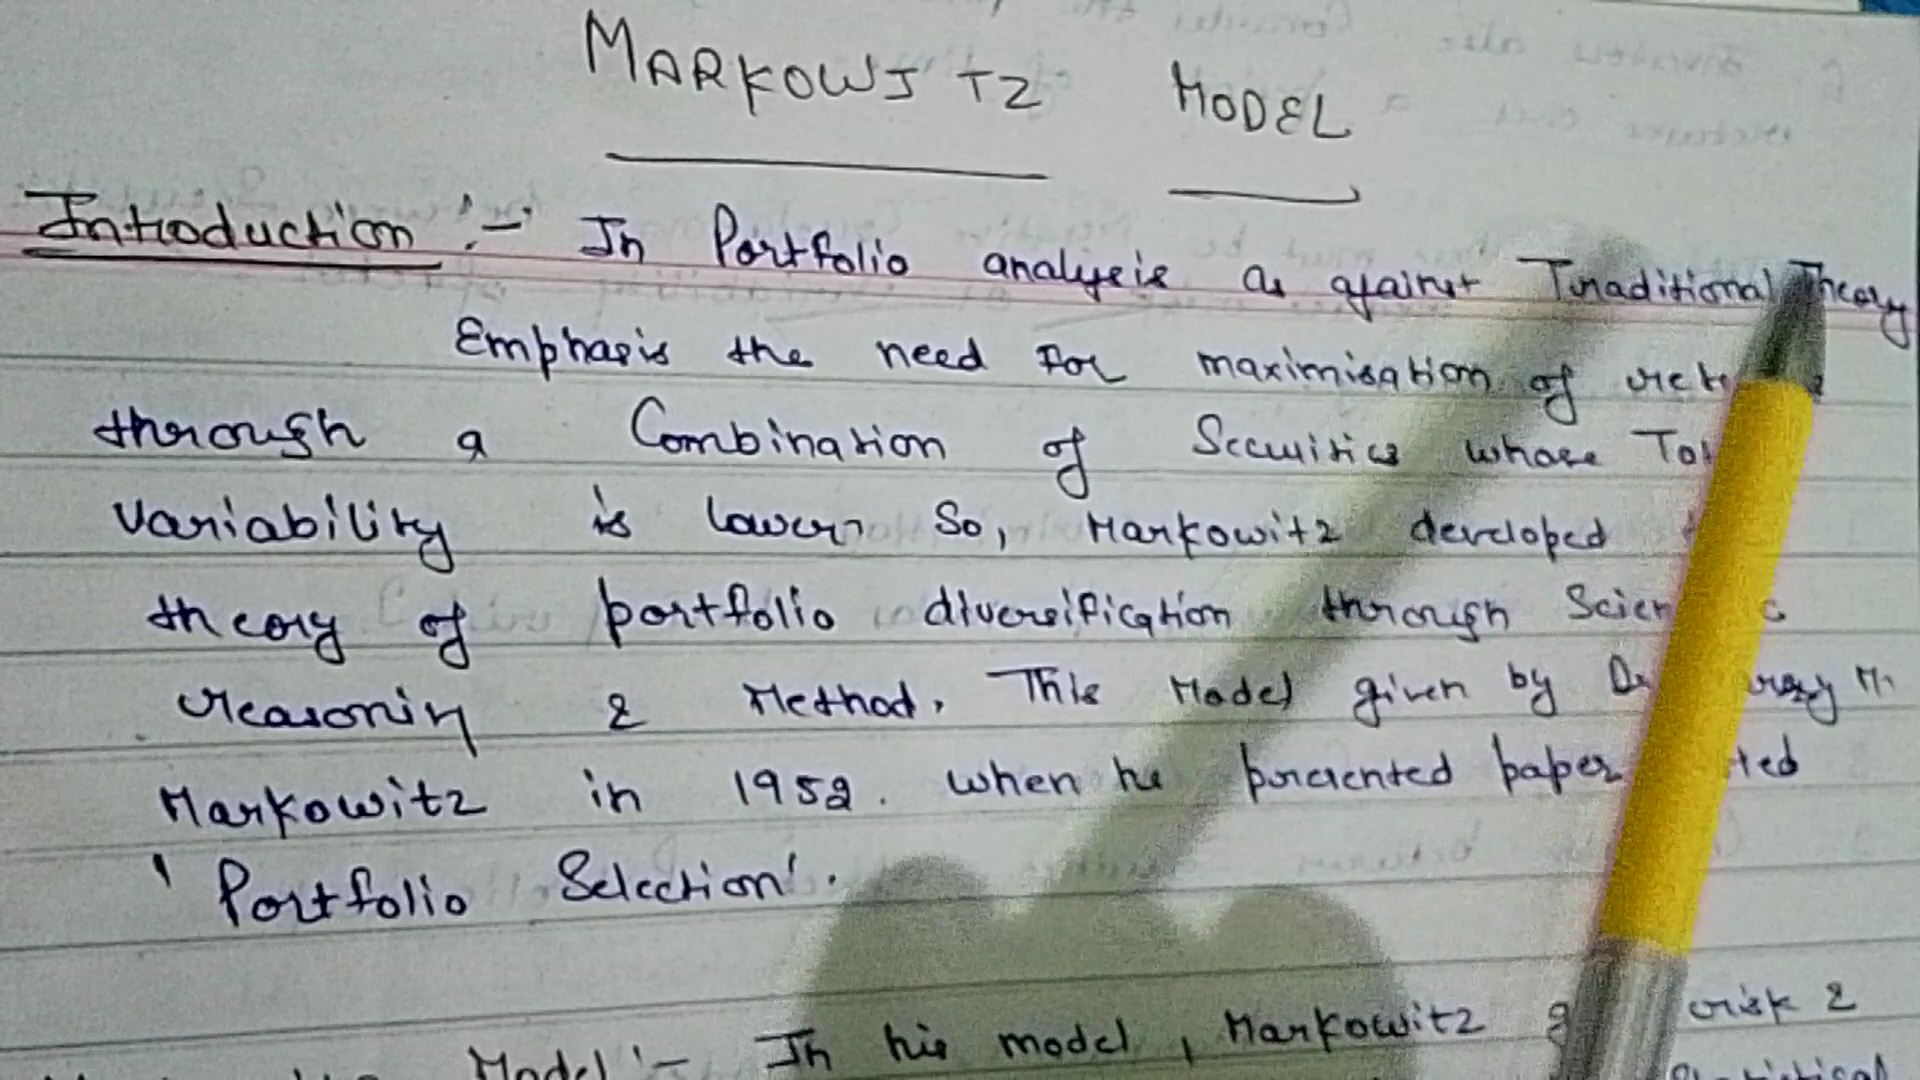 MARKOWITZ MODEL
Introduction :- In Portfolio analysis as against Traditional Theory
Emphasis the need for maximisation of
through a Combination of Securities whose
variability is lower. So, Markowitz developed
theory of portfolio diversification through
reasoning & Method. This Model given by
Markowitz in 1952. when he presented paper
'Portfolio Selection'.
Model :- In his model, Markowitz risk &